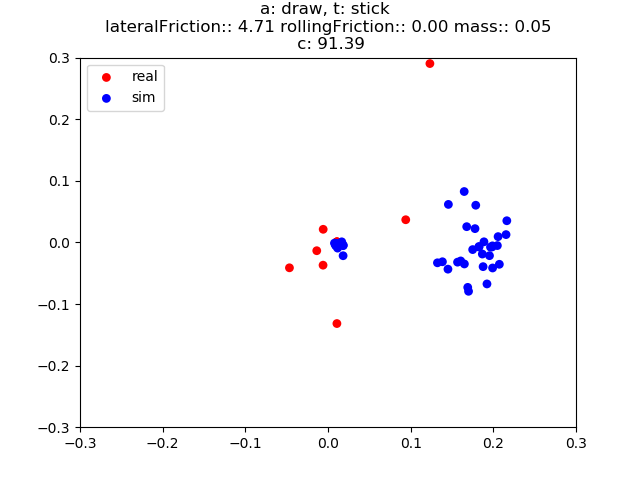 a: draw, t: stick
lateralFriction:: 4.71 rollingFriction:: 0.00 mass:: 0.05
c: 91.39
real
sim
0.3
0.2
0.1
0.0
−0.1
−0.2
−0.3
−0.3 −0.2 −0.1 0.0 0.1 0.2 0.3